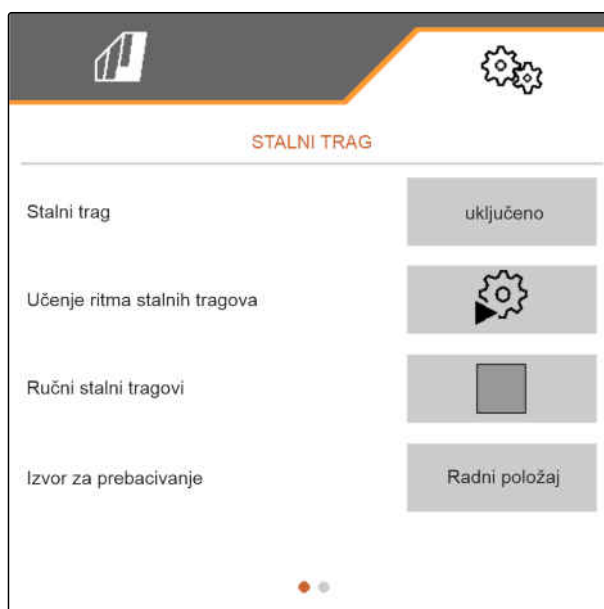 STALNI TRAG
Stalni trag
uključeno
Učenje ritma stalnih tragova
Ručni stalni tragovi
Izvor za prebacivanje
Radni položaj